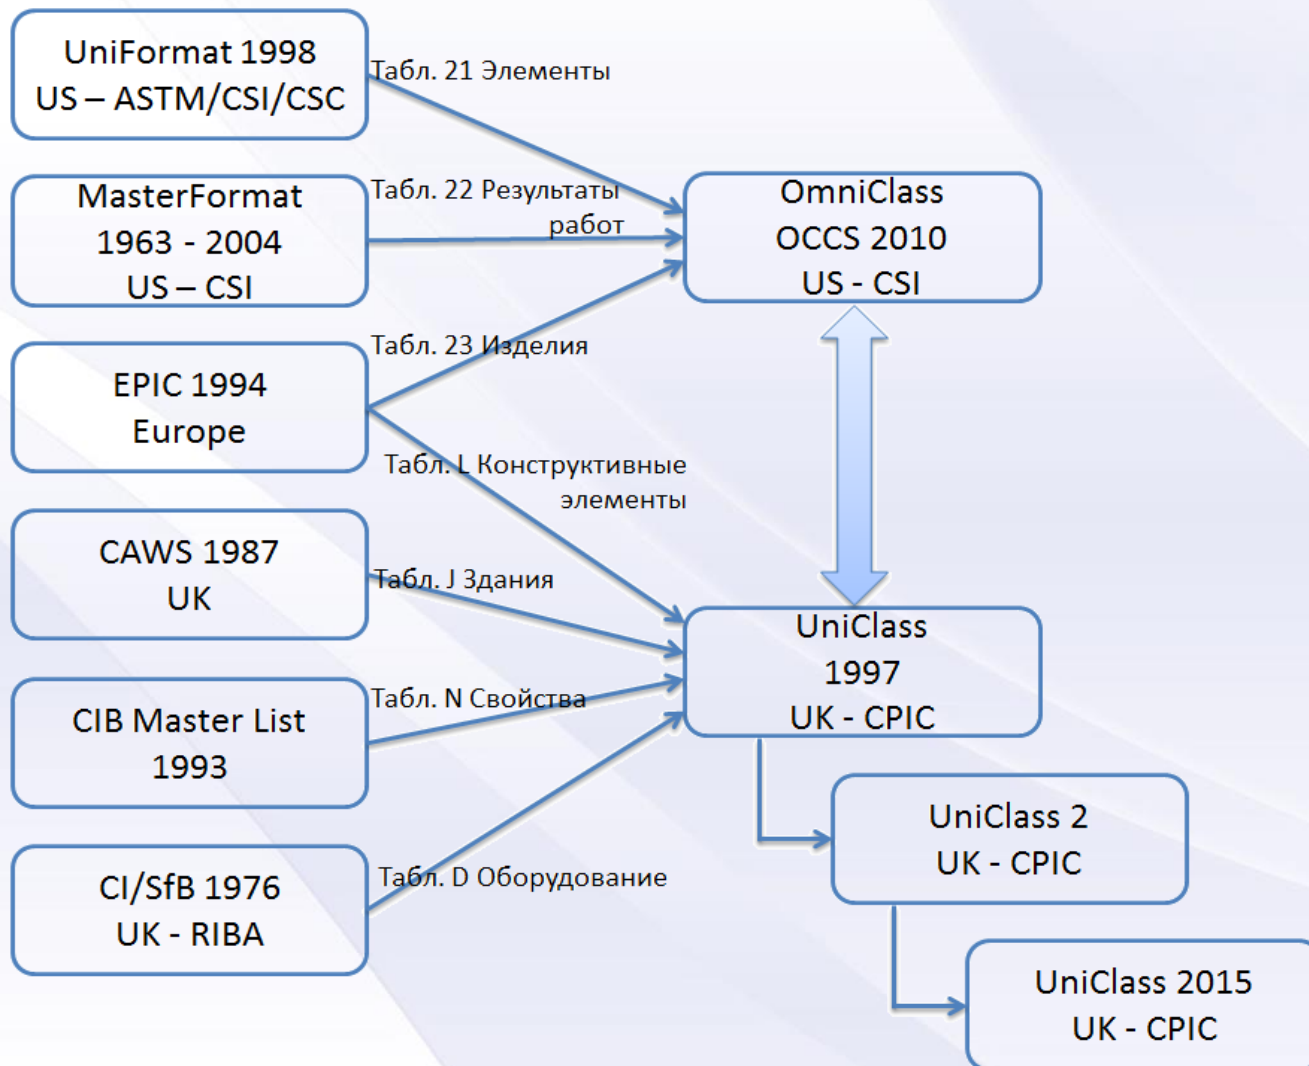 UniFormat 1998
US – ASTM/CSI/CSC
Табл. 21 Элементы
MasterFormat
1963 - 2004
US – CSI
Табл. 22 Результаты
работ
OmniClass
OCCS 2010
US - CSI
EPIC 1994
Europe
Табл. 23 Изделия
Табл. L Конструктивные
элементы
CAWS 1987
UK
Табл. J Здания
UniClass
1997
UK - CPIC
CIB Master List
1993
Табл. N Свойства
CI/SfB 1976
UK - RIBA
Табл. D Оборудование
UniClass 2
UK - CPIC
UniClass 2015
UK - CPIC